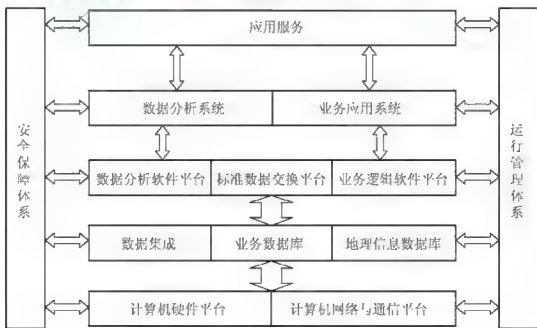 应用服务
数据分析系统
业务应用系统
安全保障体系
运行管理体系
数据分析软件平台
标准数据交换平台
业务逻辑软件平台
数据集成
业务数据库
地理信息数据库
计算机硬件平台
计算机网络与通信平台